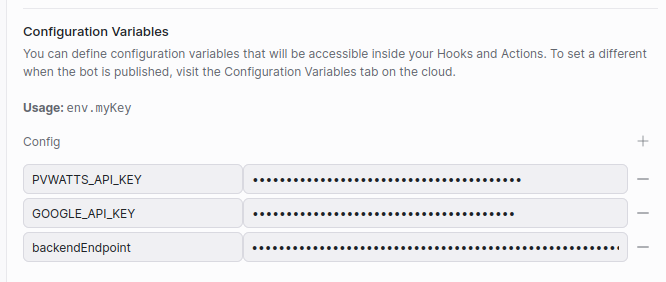 Configuration Variables
You can define configuration variables that will be accessible inside your Hooks and Actions. To set a different
when the bot is published, visit the Configuration Variables tab on the cloud.
Usage: env.myKey
Config
PVWATTS_API_KEY
GOOGLE_API_KEY
backendEndpoint